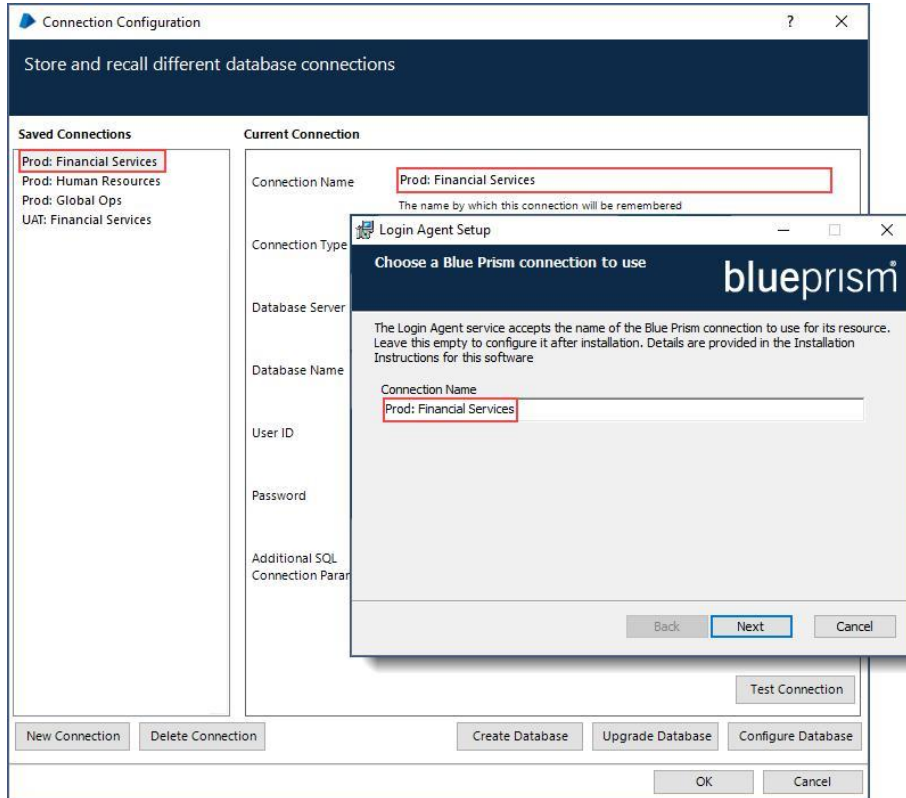 Connection Configuration
Store and recall different database connections
Saved Connections
Prod: Financial Services
Prod: Human Resources
Prod: Global Ops
UAT: Financial Services
Current Connection
Connection Name
Prod: Financial Services
The name by which this connection will be remembered
Connection Type
Database Server
Database Name
User ID
Password
Additional SQL
Connection Param
Login Agent Setup
Choose a Blue Prism connection to use
blueprism®
The Login Agent service accepts the name of the Blue Prism connection to use for its resource.
Leave this empty to configure it after installation. Details are provided in the Installation
Instructions for this software
Connection Name
Prod: Financial Services
Back
Next
Cancel
Test Connection
New Connection
Delete Connection
Create Database
Upgrade Database
Configure Database
OK
Cancel